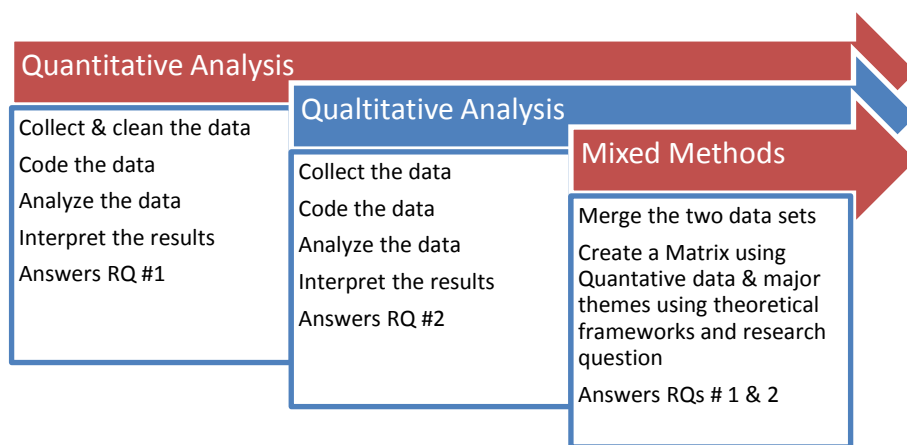 Quantitative Analysis
Collect & clean the data
Code the data
Analyze the data
Interpret the results
Answers RQ #1
Qualtitative Analysis
Collect the data
Code the data
Analyze the data
Interpret the results
Answers RQ #2
Mixed Methods
Merge the two data sets
Create a Matrix using
Quantative data & major
themes using theoretical
frameworks and research
question
Answers RQs # 1 & 2